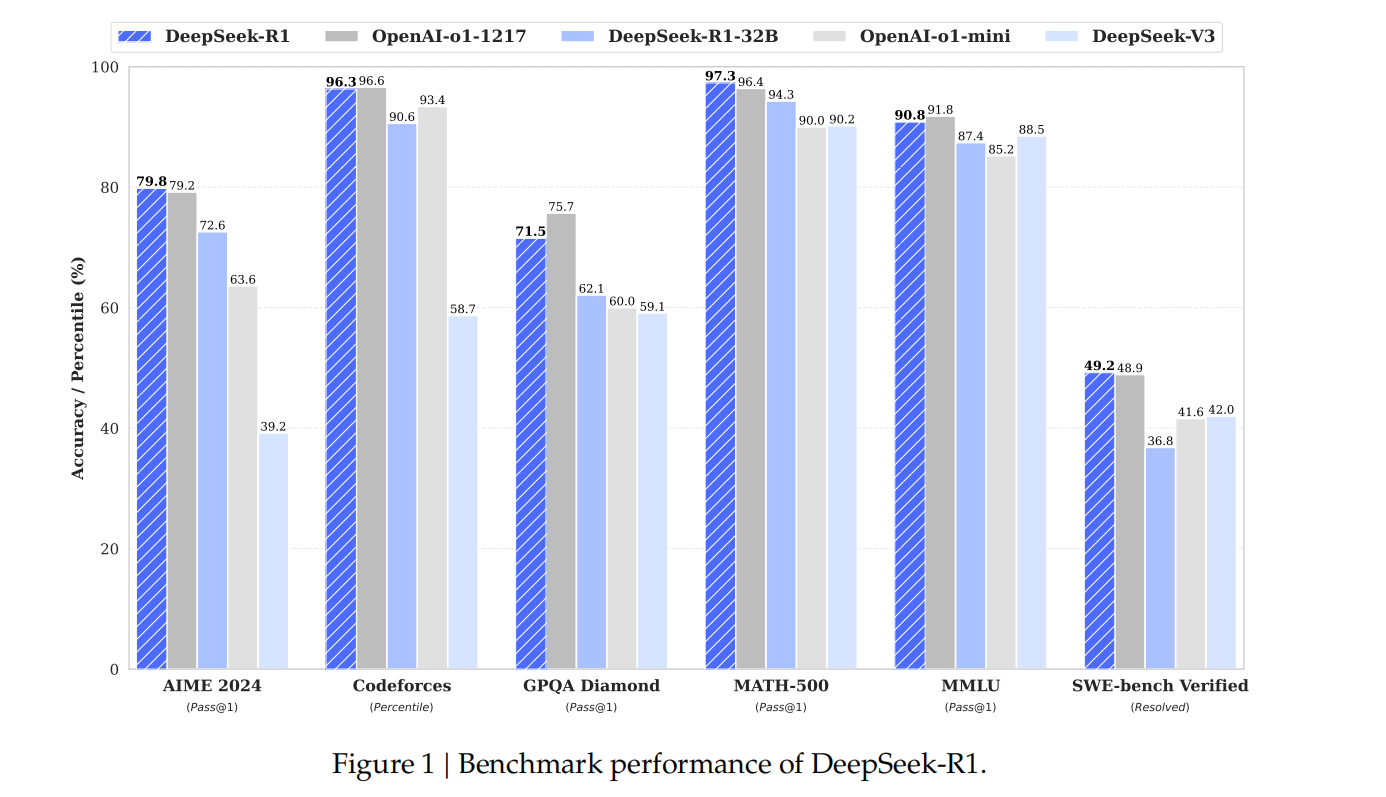 DeepSeek-R1 OpenAI-o1-1217 DeepSeek-R1-32B OpenAI-o1-mini DeepSeek-V3
Accuracy / Percentile (%)
100
80
60
40
20
0
79.8 79.2 72.6 63.6 39.2
96.3 96.6 90.6 93.4 58.7
71.5 75.7 62.1 60.0 59.1
97.3 96.4 94.3 90.0 90.2
90.8 91.8 87.4 85.2 88.5
49.2 48.9 36.8 41.6 42.0
AIME 2024 Codeforces GPQA Diamond MATH-500 MMLU SWE-bench Verified
(Pass@1) (Percentile) (Pass@1) (Pass@1) (Pass@1) (Resolved)
Figure 1 | Benchmark performance of DeepSeek-R1.